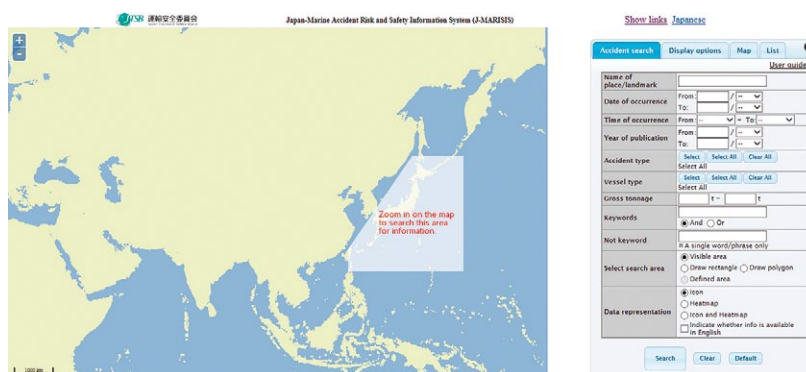 JTSB 運輸安全委員会
Japan-Marine Accident Risk and Safety Information System (J-MARISIS)
Show links Japanese
+
-
Zoom in on the map
to search this area
for information.
1000 km
Accident search Display options Map List
User guide
Name of
place/landmark
Date of occurrence From: / --
To: / --
Time of occurrence From: -- ~ To: --
Year of publication From: / --
To: / --
Accident type Select Select All Clear All
Select All
Vessel type Select Select All Clear All
Select All
Gross tonnage t ~ t
Keywords
And Or
Not keyword
※A single word/phrase only
Select search area Visible area
Draw rectangle Draw polygon
Defined area
Data representation Icon
Heatmap
Icon and Heatmap
Indicate whether info is available
in English
Search Clear Default